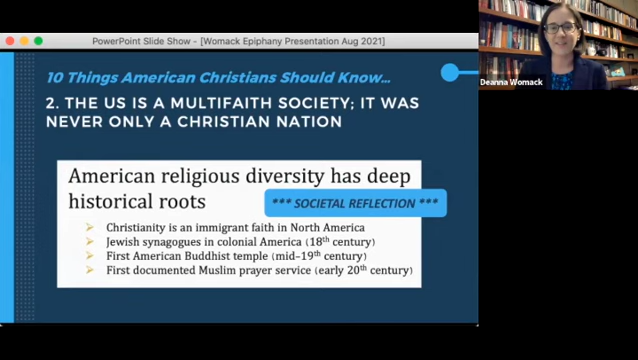 PowerPoint Slide Show - [Womack Epiphany Presentation Aug 2021]
10 Things American Christians Should Know...
2. THE US IS A MULTIFAITH SOCIETY; IT WAS
NEVER ONLY A CHRISTIAN NATION
American religious diversity has deep
historical roots
*** SOCIETAL REFLECTION ***
Christianity is an immigrant faith in North America
Jewish synagogues in colonial America (18th century)
First American Buddhist temple (mid–19th century)
First documented Muslim prayer service (early 20th century)
Deanna Womack